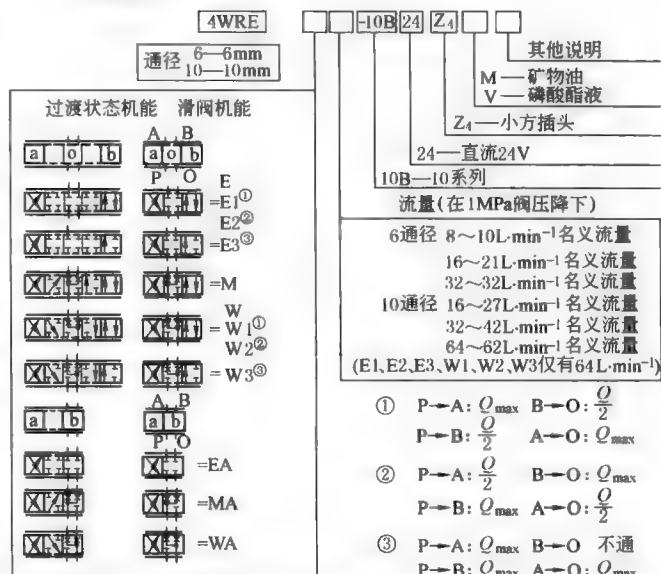 4WRE -10B 24 Z₄
通径 6—6mm
10—10mm
其他说明
M — 矿物油
V — 磷酸酯液
Z₄—小方插头
24—直流24V
10B—10系列
流量(在1MPa阀压降下)
6通径 8～10L·min⁻¹名义流量
16～21L·min⁻¹名义流量
32～32L·min⁻¹名义流量
10通径 16～27L·min⁻¹名义流量
32～42L·min⁻¹名义流量
64～62L·min⁻¹名义流量
(E1、E2、E3、W1、W2、W3仅有64L·min⁻¹)
过渡状态机能 滑阀机能
A B
a o b a o b
P O
E
=E1①
E2②
=E3③
=M
W
=W1①
W2②
=W3③
A B
a b a b
P O
=EA
=MA
=WA
① P→A: Qmax B→O: Q/2
P→B: Q/2 A→O: Qmax
② P→A: Q/2 B→O: Qmax
P→B: Qmax A→O: Q/2
③ P→A: Qmax B→O 不通
P→B: Qmax A→O: Qmax